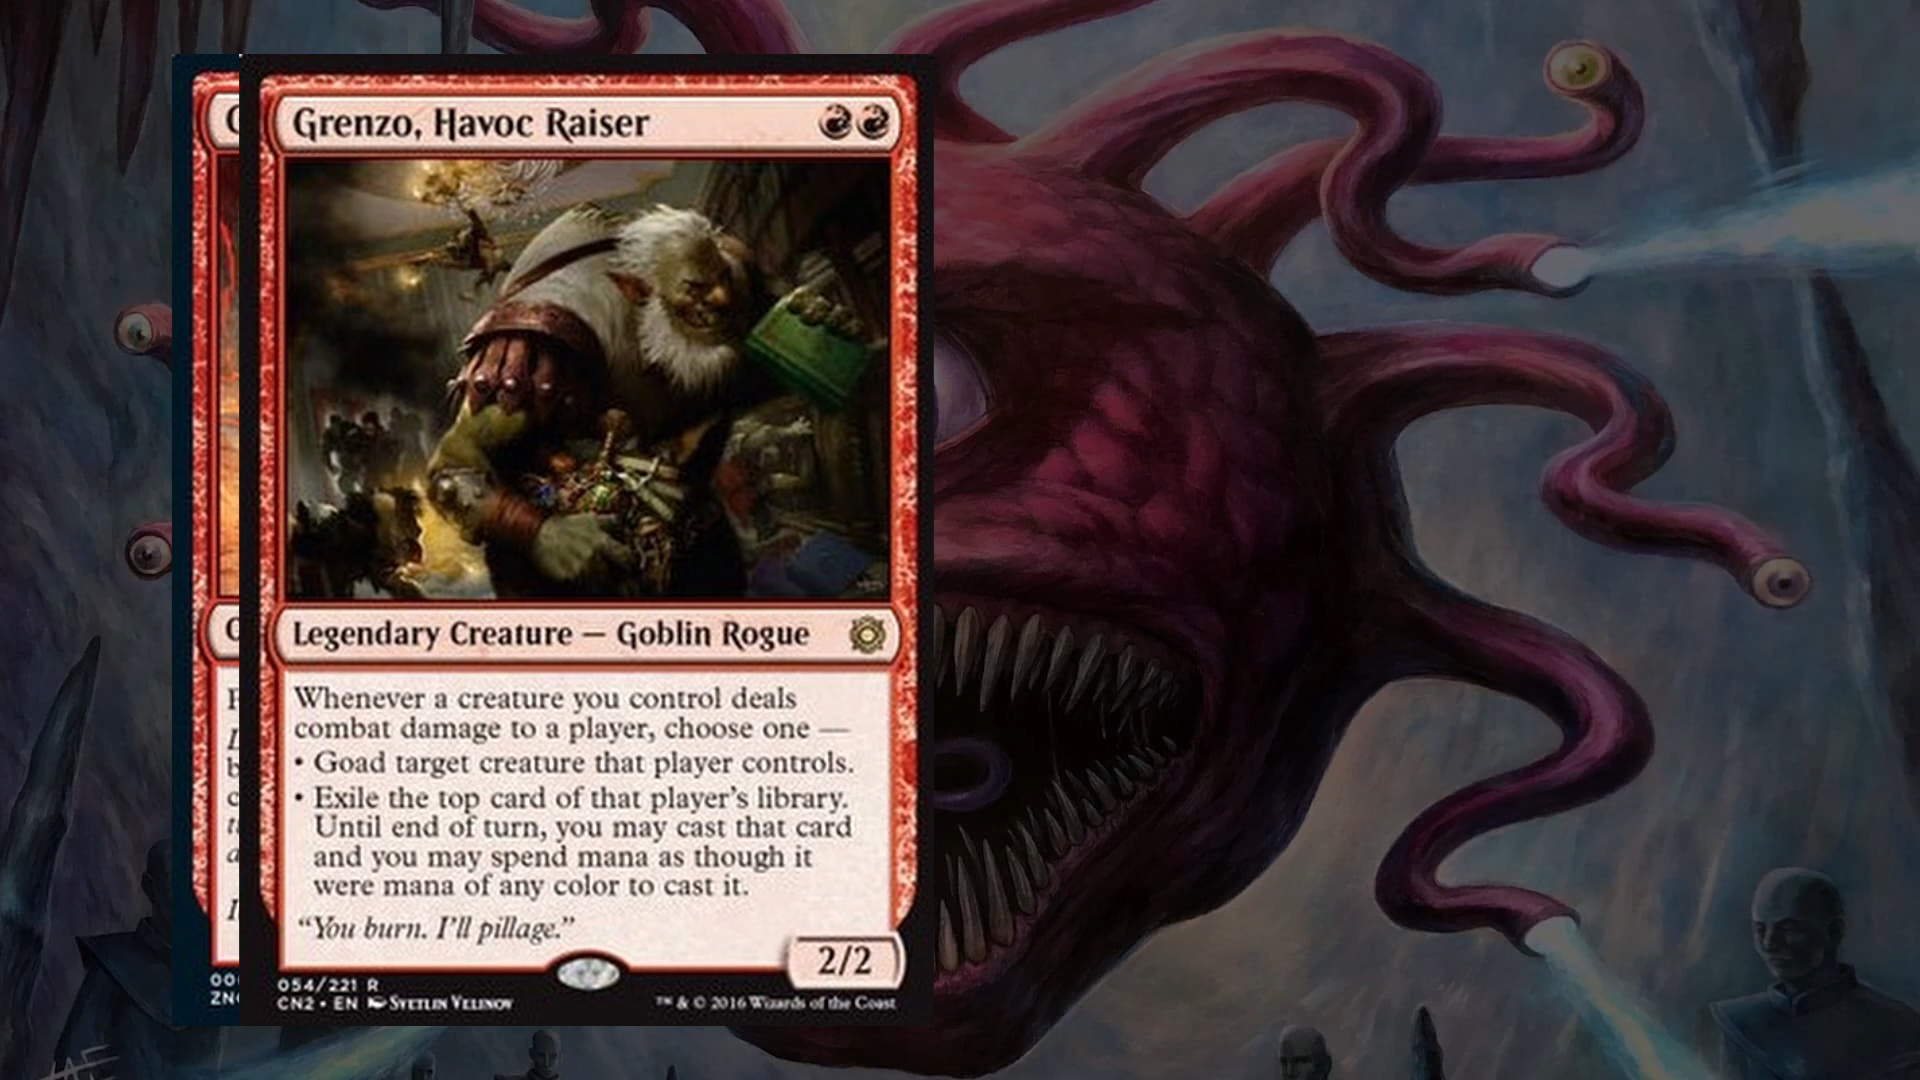 Grenzo, Havoc Raiser
Legendary Creature — Goblin Rogue
Whenever a creature you control deals
combat damage to a player, choose one —
• Goad target creature that player controls.
• Exile the top card of that player's library.
Until end of turn, you may cast that card
and you may spend mana as though it
were mana of any color to cast it.
"You burn. I'll pillage."
2/2
054/221 R
CN2 • EN Svetlin Velinov
™ & © 2016 Wizards of the Coast